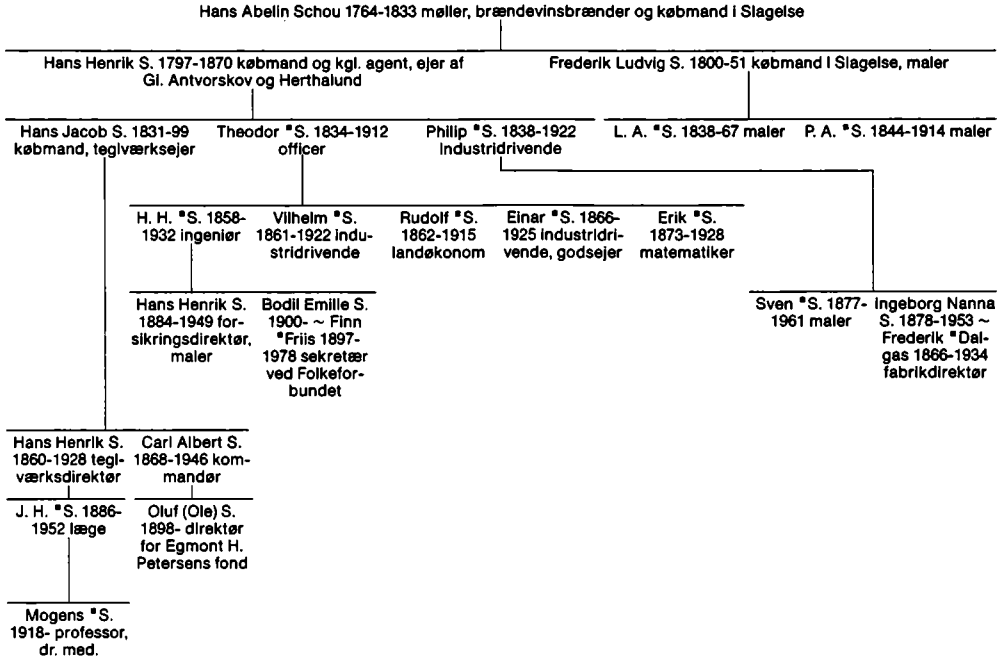 Hans Abelin Schou 1764-1833 møller, brændevinsbrænder og købmand i Slagelse
Hans Henrik S. 1797-1870 købmand og kgl. agent, ejer af
Gl. Antvorskov og Herthalund
Frederik Ludvig S. 1800-51 købmand i Slagelse, maler
Hans Jacob S. 1831-99
købmand, teglværksejer
Theodor *S. 1834-1912
officer
Philip *S. 1838-1922
industridrivende
L. A. *S. 1838-67 maler
P. A. *S. 1844-1914 maler
H. H. *S. 1858-
1932 ingeniør
Vilhelm *S.
1861-1922 indu-
stridrivende
Rudolf *S.
1862-1915
landøkonom
Einar *S. 1866-
1925 industridri-
vende, godsejer
Erik *S.
1873-1928
matematiker
Hans Henrik S.
1884-1949 for-
sikringsdirektør,
maler
Bodil Emilie S.
1900- ~ Finn
*Friis 1897-
1978 sekretær
ved Folkefor-
bundet
Sven *S. 1877-
1961 maler
Ingeborg Nanna
S. 1878-1953 ~
Frederik *Dal-
gas 1866-1934
fabrikdirektør
Hans Henrik S.
1860-1928 tegl-
værksdirektør
Carl Albert S.
1868-1946 kom-
mandør
J. H. *S. 1886-
1952 læge
Oluf (Ole) S.
1898- direktør
for Egmont H.
Petersens fond
Mogens *S.
1918- professor,
dr. med.